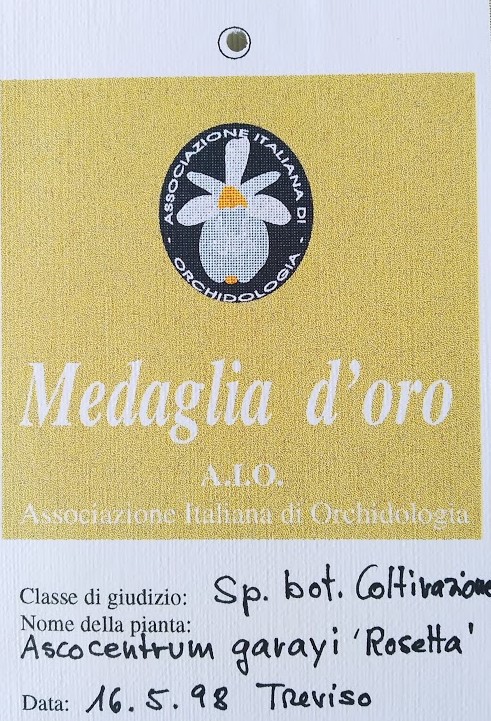 - ASSOCIAZIONE ITALIANA DI -
ORCHIDOLOGIA
Medaglia d'oro
A.I.O.
Associazione Italiana di Orchidologia
Classe di giudizio: Sp. bot. Coltivazione
Nome della pianta:
Ascocentrum garayi 'Rosetta'
Data: 16.5.98 Treviso